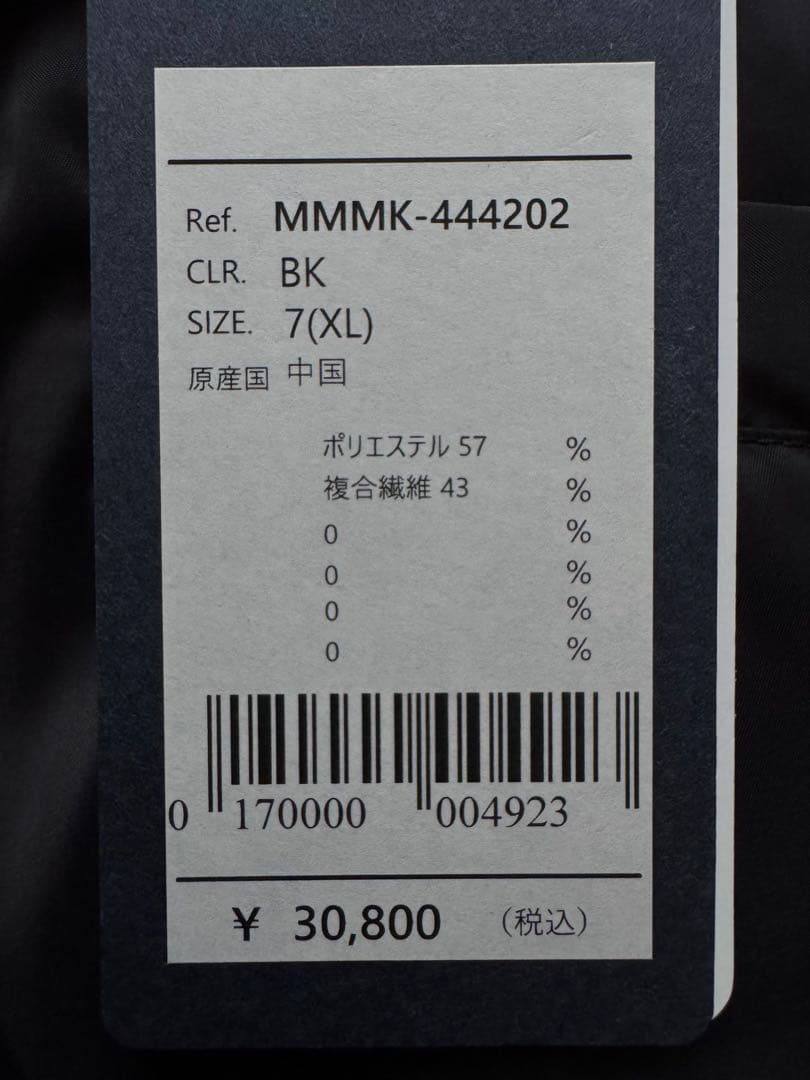 Ref. MMMK-444202
CLR. BK
SIZE. 7(XL)
原産国 中国
ポリエステル 57 %
複合繊維 43 %
0 %
0 %
0 %
0 %
0 170000 004923
¥ 30,800 (税込)